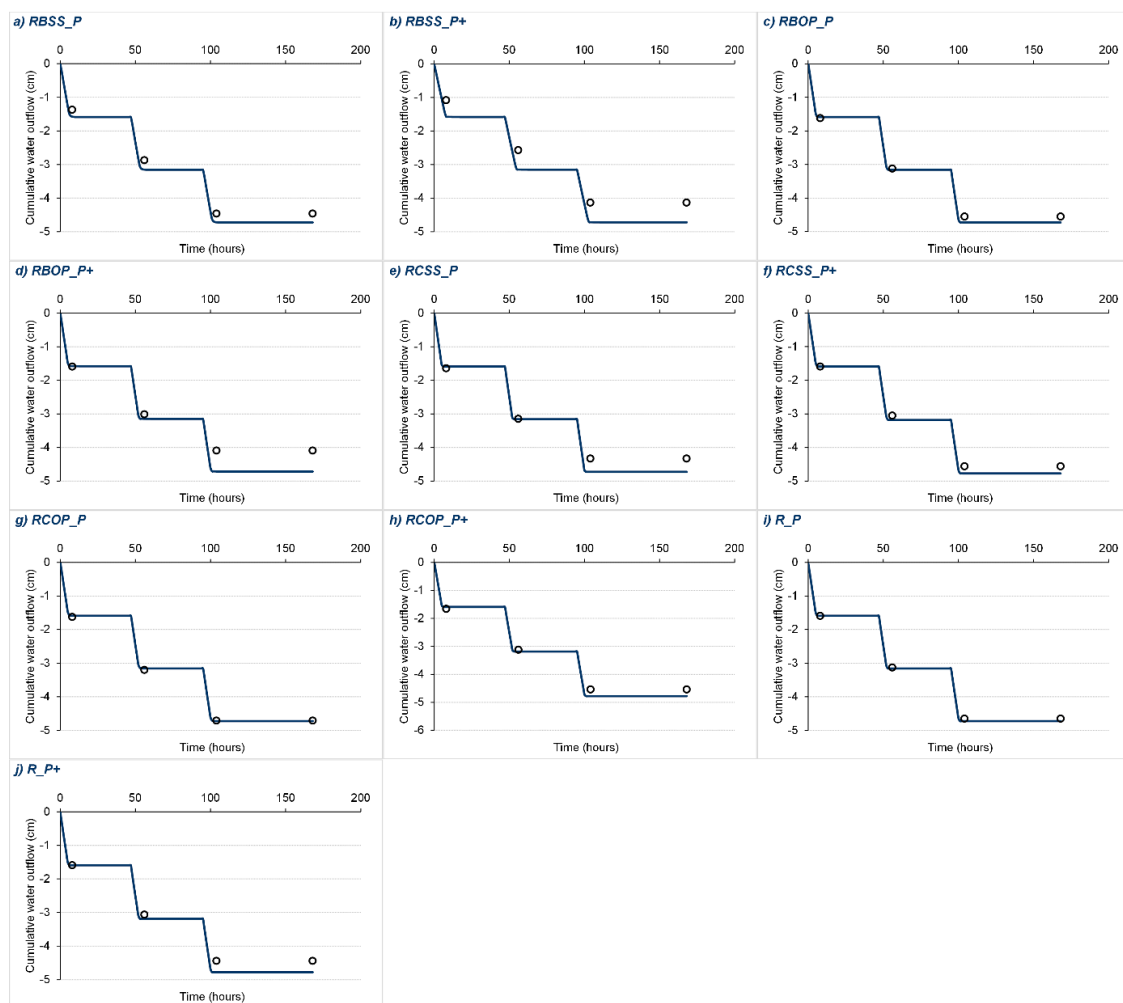 a) RBSS_P
0 50 100 150 200
0
-1
-2
-3
-4
-5
Cumulative water outflow (cm)
Time (hours)
b) RBSS_P+
0 50 100 150 200
0
-1
-2
-3
-4
-5
Cumulative water outflow (cm)
Time (hours)
c) RBOP_P
0 50 100 150 200
0
-1
-2
-3
-4
-5
Cumulative water outflow (cm)
Time (hours)
d) RBOP_P+
0 50 100 150 200
0
-1
-2
-3
-4
-5
Cumulative water outflow (cm)
Time (hours)
e) RCSS_P
0 50 100 150 200
0
-1
-2
-3
-4
-5
Cumulative water outflow (cm)
Time (hours)
f) RCSS_P+
0 50 100 150 200
0
-1
-2
-3
-4
-5
Cumulative water outflow (cm)
Time (hours)
g) RCOP_P
0 50 100 150 200
0
-1
-2
-3
-4
-5
Cumulative water outflow (cm)
Time (hours)
h) RCOP_P+
0 50 100 150 200
0
-1
-2
-3
-4
-5
-6
Cumulative water outflow (cm)
Time (hours)
i) R_P
0 50 100 150 200
0
-1
-2
-3
-4
-5
Cumulative water outflow (cm)
Time (hours)
j) R_P+
0 50 100 150 200
0
-1
-2
-3
-4
-5
Cumulative water outflow (cm)
Time (hours)